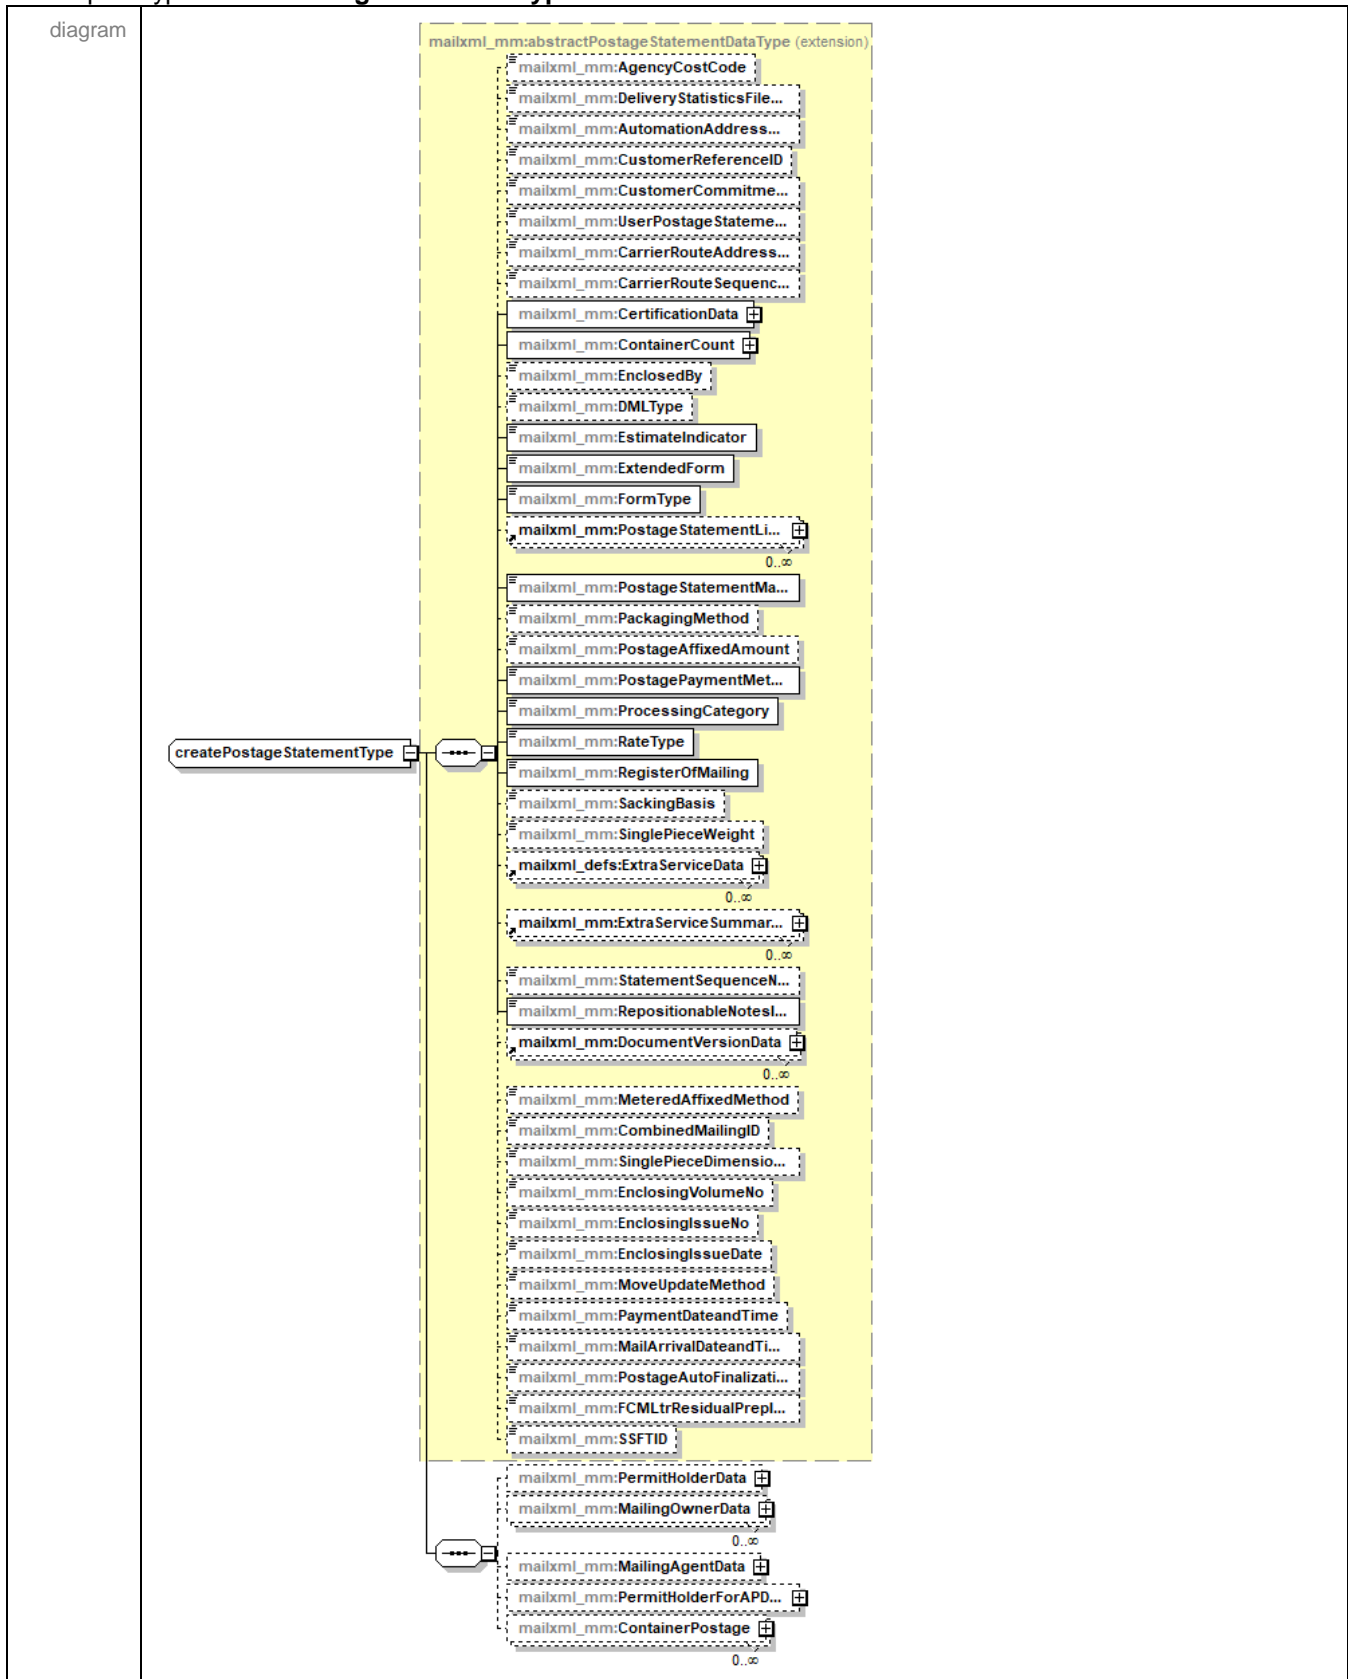 diagram
mailxml_mm:abstractPostageStatementDataType (extension)
mailxml_mm:AgencyCostCode
mailxml_mm:DeliveryStatisticsFile...
mailxml_mm:AutomationAddress...
mailxml_mm:CustomerReferenceID
mailxml_mm:CustomerCommitme...
mailxml_mm:UserPostageStateme...
mailxml_mm:CarrierRouteAddress...
mailxml_mm:CarrierRouteSequenc...
mailxml_mm:CertificationData
mailxml_mm:ContainerCount
mailxml_mm:EnclosedBy
mailxml_mm:DMLType
mailxml_mm:EstimateIndicator
mailxml_mm:ExtendedForm
mailxml_mm:FormType
mailxml_mm:PostageStatementLi...
0..∞
mailxml_mm:PostageStatementMa...
mailxml_mm:PackagingMethod
mailxml_mm:PostageAffixedAmount
mailxml_mm:PostagePaymentMet...
mailxml_mm:ProcessingCategory
mailxml_mm:RateType
createPostageStatementType
mailxml_mm:RegisterOfMailing
mailxml_mm:SackingBasis
mailxml_mm:SinglePieceWeight
mailxml_defs:ExtraServiceData
0..∞
mailxml_mm:ExtraServiceSummar...
0..∞
mailxml_mm:StatementSequenceN...
mailxml_mm:RepositionableNotesI...
mailxml_mm:DocumentVersionData
0..∞
mailxml_mm:MeteredAffixedMethod
mailxml_mm:CombinedMailingID
mailxml_mm:SinglePieceDimensio...
mailxml_mm:EnclosingVolumeNo
mailxml_mm:EnclosingIssueNo
mailxml_mm:EnclosingIssueDate
mailxml_mm:MoveUpdateMethod
mailxml_mm:PaymentDateandTime
mailxml_mm:MailArrivalDateandTi...
mailxml_mm:PostageAutoFinalizati...
mailxml_mm:FCMLtrResidualPrepI...
mailxml_mm:SSFTID
mailxml_mm:PermitHolderData
mailxml_mm:MailingOwnerData
0..∞
mailxml_mm:MailingAgentData
mailxml_mm:PermitHolderForAPD...
mailxml_mm:ContainerPostage
0..∞